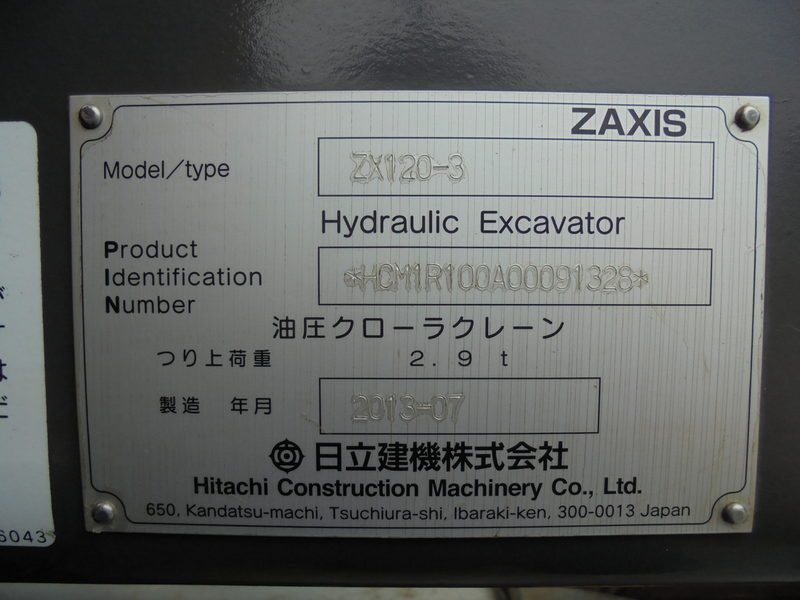 ZAXIS
Model/type ZX120-3
Hydraulic Excavator
Product
Identification *HCM1R100A00091328*
Number
油圧クローラクレーン
つり上荷重 2.9 t
製造 年月 2013-07
日立建機株式会社
Hitachi Construction Machinery Co., Ltd.
650, Kandatsu-machi, Tsuchiura-shi, Ibaraki-ken, 300-0013 Japan
6043